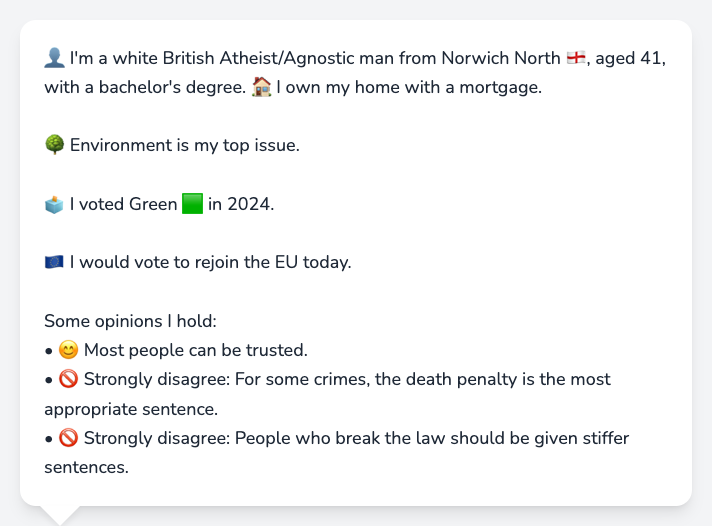 👤 I'm a white British Atheist/Agnostic man from Norwich North 🏴󠁧󠁢󠁥󠁮󠁧󠁿, aged 41,
with a bachelor's degree. 🏠 I own my home with a mortgage.
🌳 Environment is my top issue.
🗳️ I voted Green 🟩 in 2024.
🇪🇺 I would vote to rejoin the EU today.
Some opinions I hold:
• 😊 Most people can be trusted.
• 🚫 Strongly disagree: For some crimes, the death penalty is the most
appropriate sentence.
• 🚫 Strongly disagree: People who break the law should be given stiffer
sentences.